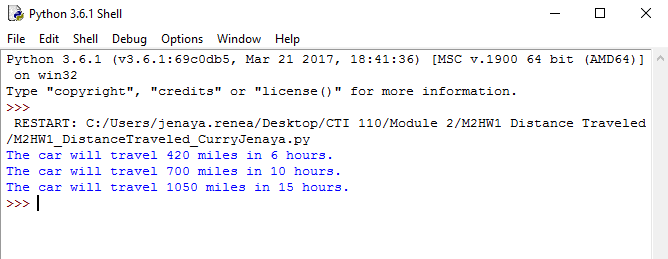 Python 3.6.1 Shell
File Edit Shell Debug Options Window Help
Python 3.6.1 (v3.6.1:69c0db5, Mar 21 2017, 18:41:36) [MSC v.1900 64 bit (AMD64)]
on win32
Type "copyright", "credits" or "license()" for more information.
>>>
RESTART: C:/Users/jenaya.renea/Desktop/CTI 110/Module 2/M2HW1 Distance Traveled
/M2HW1_DistanceTraveled_CurryJenaya.py
The car will travel 420 miles in 6 hours.
The car will travel 700 miles in 10 hours.
The car will travel 1050 miles in 15 hours.
>>>